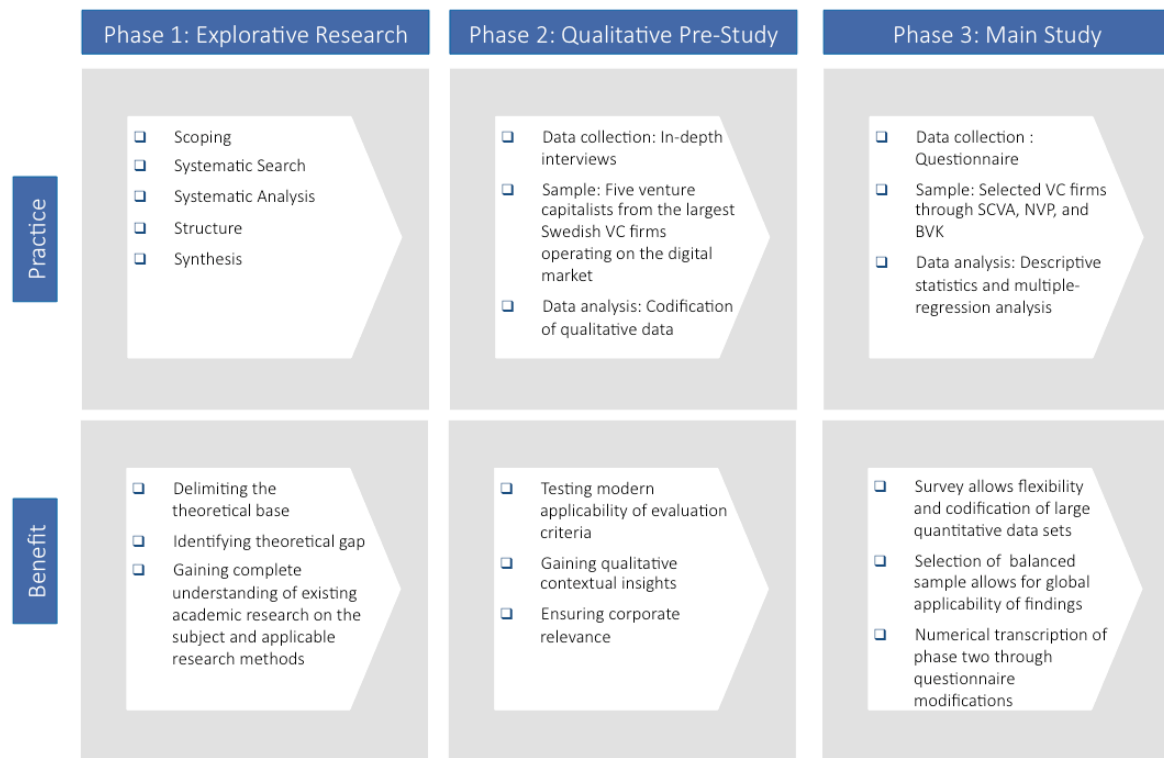 Phase 1: Explorative Research
Phase 2: Qualitative Pre-Study
Phase 3: Main Study
Practice
Scoping
Systematic Search
Systematic Analysis
Structure
Synthesis
Data collection: In-depth
interviews
Sample: Five venture
capitalists from the largest
Swedish VC firms
operating on the digital
market
Data analysis: Codification
of qualitative data
Data collection :
Questionnaire
Sample: Selected VC firms
through SCVA, NVP, and
BVK
Data analysis: Descriptive
statistics and multiple-
regression analysis
Benefit
Delimiting the
theoretical base
Identifying theoretical gap
Gaining complete
understanding of existing
academic research on the
subject and applicable
research methods
Testing modern
applicability of evaluation
criteria
Gaining qualitative
contextual insights
Ensuring corporate
relevance
Survey allows flexibility
and codification of large
quantitative data sets
Selection of balanced
sample allows for global
applicability of findings
Numerical transcription of
phase two through
questionnaire
modifications